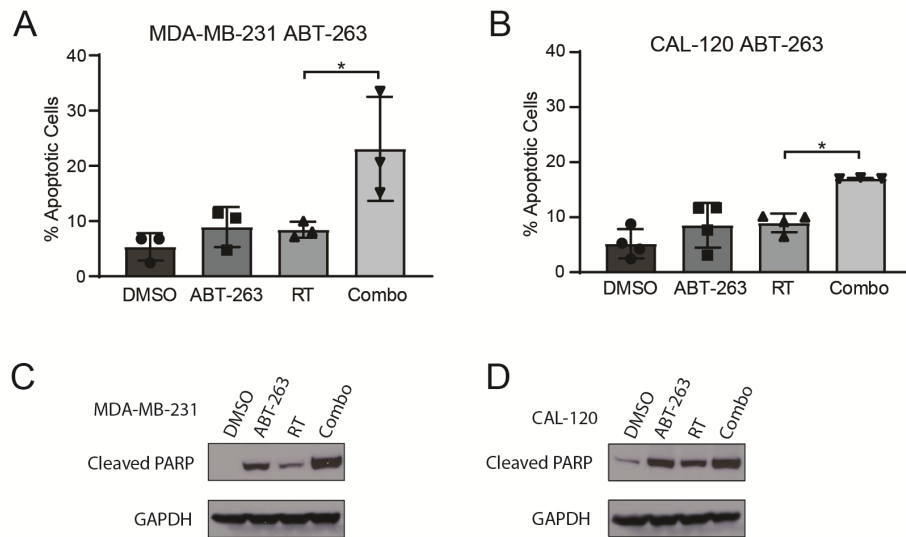 A
MDA-MB-231 ABT-263
% Apoptotic Cells
40
30
20
10
0
*
DMSO ABT-263 RT Combo
B
CAL-120 ABT-263
% Apoptotic Cells
40
30
20
10
0
*
DMSO ABT-263 RT Combo
C
MDA-MB-231
DMSO ABT-263 RT Combo
Cleaved PARP
GAPDH
D
CAL-120
DMSO ABT-263 RT Combo
Cleaved PARP
GAPDH